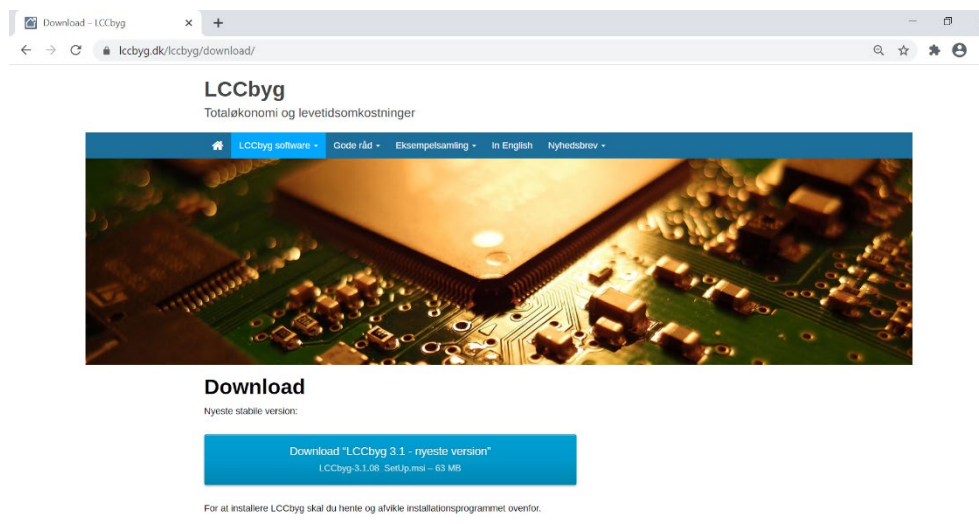 Download – LCCbyg
lccbyg.dk/lccbyg/download/
LCCbyg
Totaløkonomi og levetidsomkostninger
LCCbyg software Gode råd Eksempelsamling In English Nyhedsbrev
Download
Nyeste stabile version:
Download "LCCbyg 3.1 - nyeste version"
LCCbyg-3.1.08 SetUp.msi – 63 MB
For at installere LCCbyg skal du hente og afvikle installationsprogrammet ovenfor.